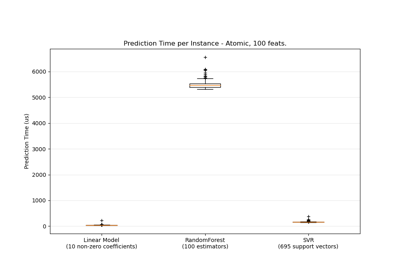 Prediction Time per Instance - Atomic, 100 feats.
Prediction Time (us)
6000
5000
4000
3000
2000
1000
0
Linear Model
(10 non-zero coefficients)
RandomForest
(100 estimators)
SVR
(695 support vectors)